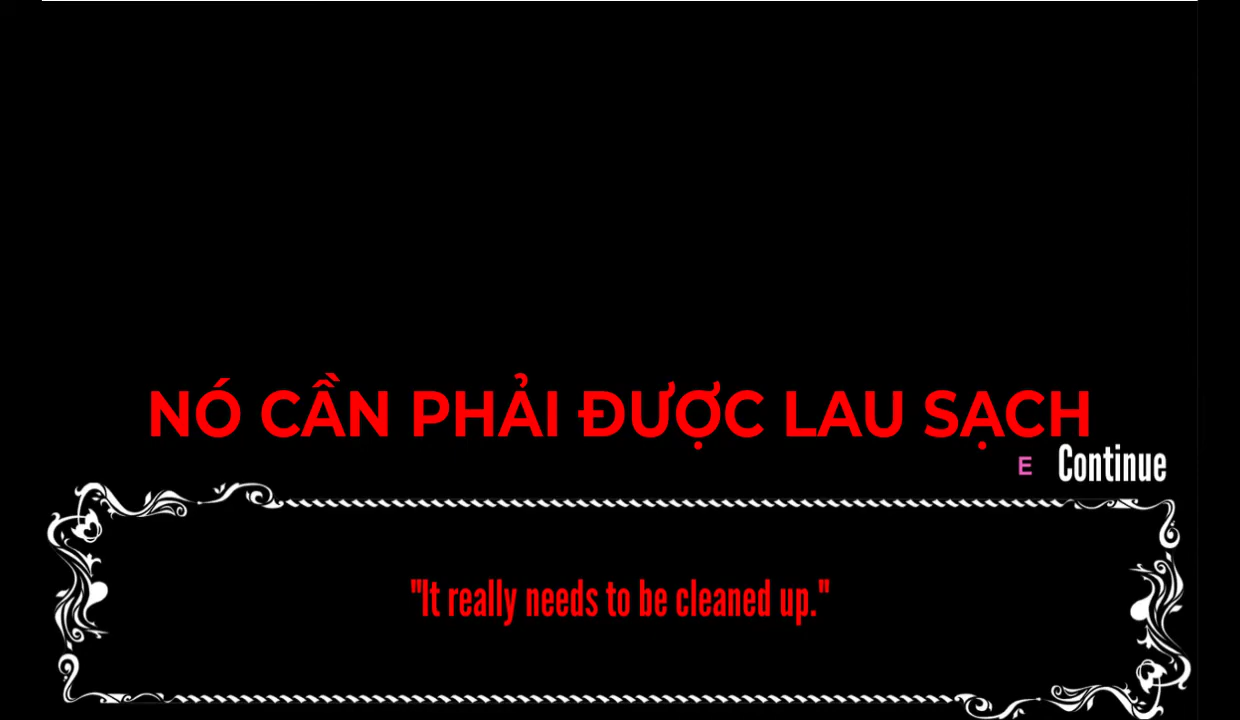 NÓ CẦN PHẢI ĐƯỢC LAU SẠCH
E Continue
"It really needs to be cleaned up."